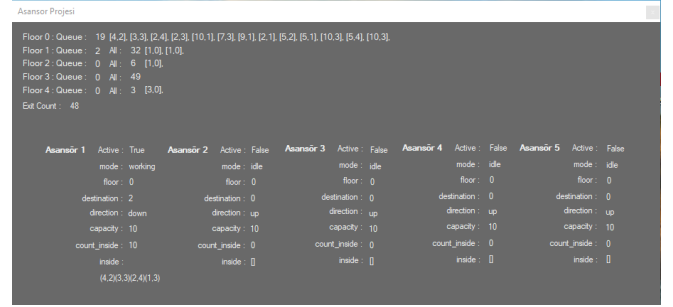 Asansor Projesi
Floor 0 : Queue : 19 [4,2], [3,3], [2,4], [2,3], [10,1], [7,3], [9,1], [2,1], [5,2], [5,1], [10,3], [5,4], [10,3],
Floor 1 : Queue : 2 All : 32 [1,0], [1,0],
Floor 2 : Queue : 0 All : 6 [1,0],
Floor 3 : Queue : 0 All : 49
Floor 4 : Queue : 0 All : 3 [3,0],
Exit Count : 48
Asansör 1 Active : True Asansör 2 Active : False Asansör 3 Active : False Asansör 4 Active : False Asansör 5 Active : False
mode : working mode : idle mode : idle mode : idle mode : idle
floor : 0 floor : 0 floor : 0 floor : 0 floor : 0
destination : 2 destination : 0 destination : 0 destination : 0 destination : 0
direction : down direction : up direction : up direction : up direction : up
capacity : 10 capacity : 10 capacity : 10 capacity : 10 capacity : 10
count_inside : 10 count_inside : 0 count_inside : 0 count_inside : 0 count_inside : 0
inside : inside : [] inside : [] inside : [] inside : []
(4,2)(3,3)(2,4)(1,3)